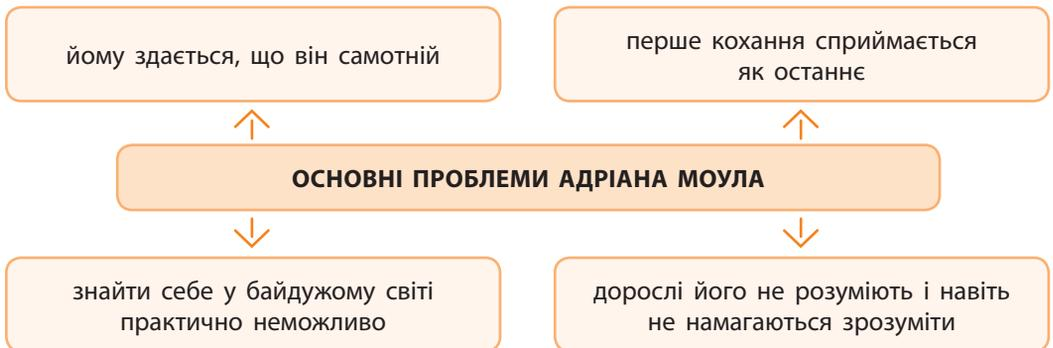 йому здається, що він самотній
перше кохання сприймається
як останнє
ОСНОВНІ ПРОБЛЕМИ АДРІАНА МОУЛА
знайти себе у байдужому світі
практично неможливо
дорослі його не розуміють і навіть
не намагаються зрозуміти